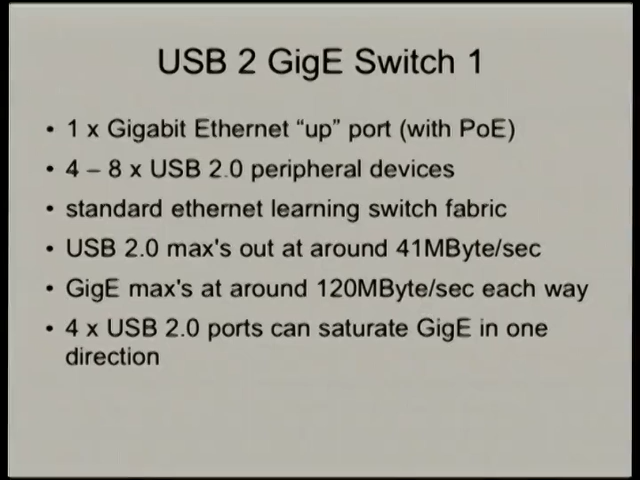 USB 2 GigE Switch 1
• 1 x Gigabit Ethernet “up” port (with PoE)
• 4 – 8 x USB 2.0 peripheral devices
• standard ethernet learning switch fabric
• USB 2.0 max's out at around 41MByte/sec
• GigE max's at around 120MByte/sec each way
• 4 x USB 2.0 ports can saturate GigE in one
direction